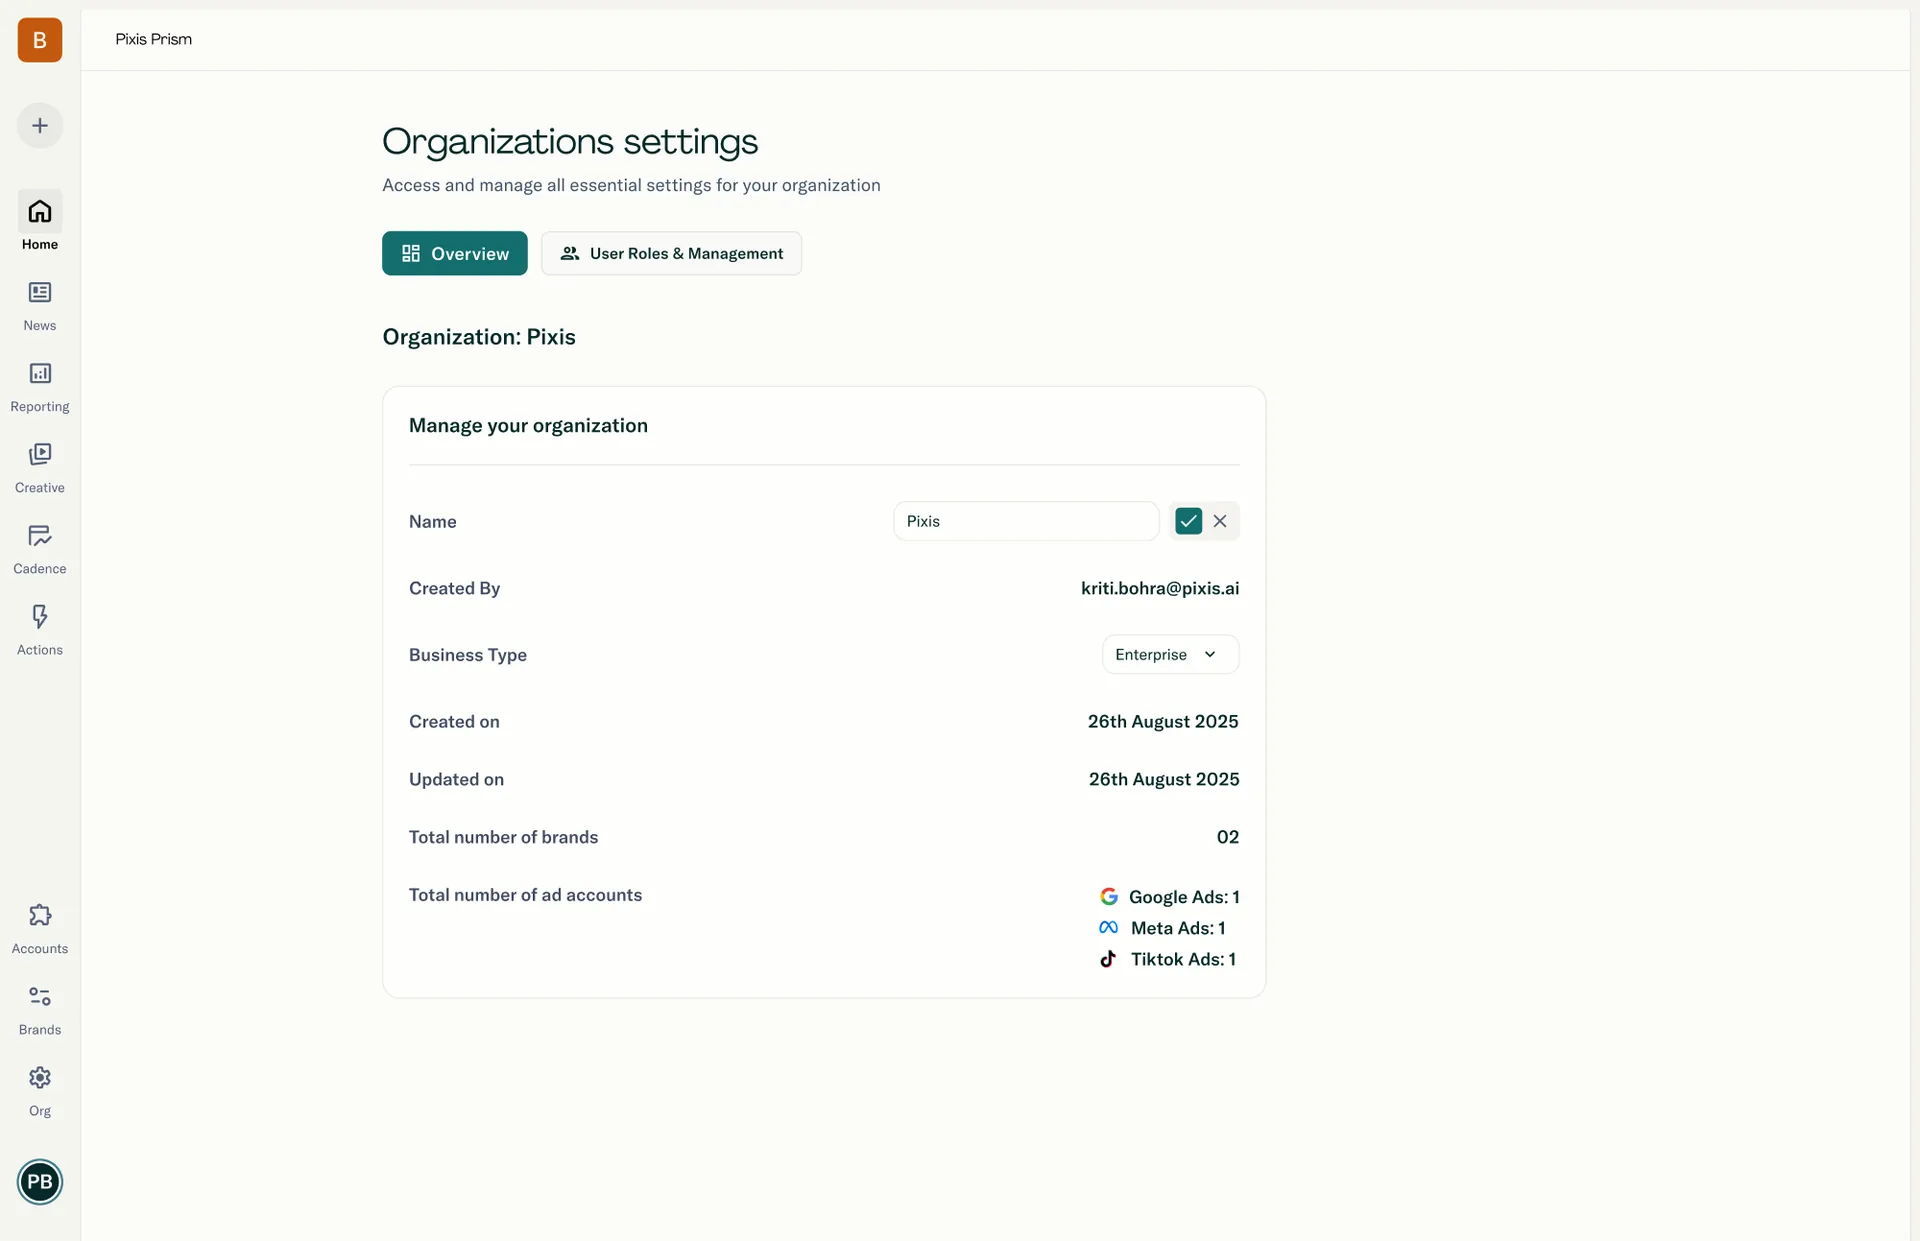 B
Pixis Prism
Home
News
Reporting
Creative
Cadence
Actions
Accounts
Brands
Org
PB
Organizations settings
Access and manage all essential settings for your organization
Overview
User Roles & Management
Organization: Pixis
Manage your organization
Name
Pixis
Created By
kriti.bohra@pixis.ai
Business Type
Enterprise
Created on
26th August 2025
Updated on
26th August 2025
Total number of brands
02
Total number of ad accounts
Google Ads: 1
Meta Ads: 1
Tiktok Ads: 1